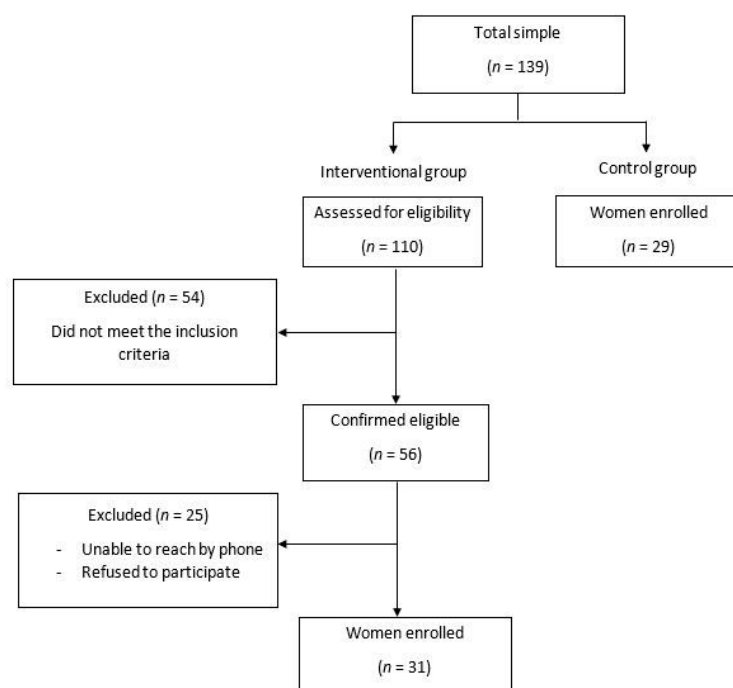 Total simple
(n = 139)
Interventional group
Control group
Assessed for eligibility
(n = 110)
Women enrolled
(n = 29)
Excluded (n = 54)
Did not meet the inclusion
criteria
Confirmed eligible
(n = 56)
Excluded (n = 25)
- Unable to reach by phone
- Refused to participate
Women enrolled
(n = 31)